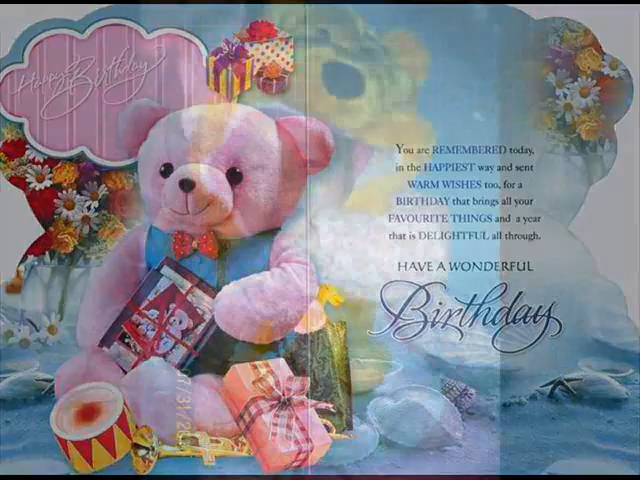 Happy Birthday
You are REMEMBERED today,
in the HAPPIEST way and sent
WARM WISHES too, for a
BIRTHDAY that brings all your
FAVOURITE THINGS and a year
that is DELIGHTFUL all through.
HAVE A WONDERFUL
Birthday